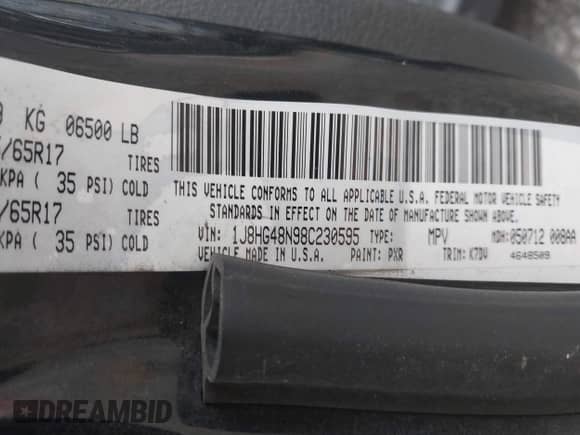 KG 06500 LB
/65R17 TIRES
KPA ( 35 PSI) COLD
/65R17 TIRES
KPA ( 35 PSI) COLD
THIS VEHICLE CONFORMS TO ALL APPLICABLE U.S.A. FEDERAL MOTOR VEHICLE SAFETY
STANDARDS IN EFFECT ON THE DATE OF MANUFACTURE SHOWN ABOVE.
VIN: 1J8HG48N98C230595 TYPE: MPV MDH: 050712 008AA
VEHICLE MADE IN U.S.A. PAINT: PXR TRIM: K7DV 4648509
DREAMBID